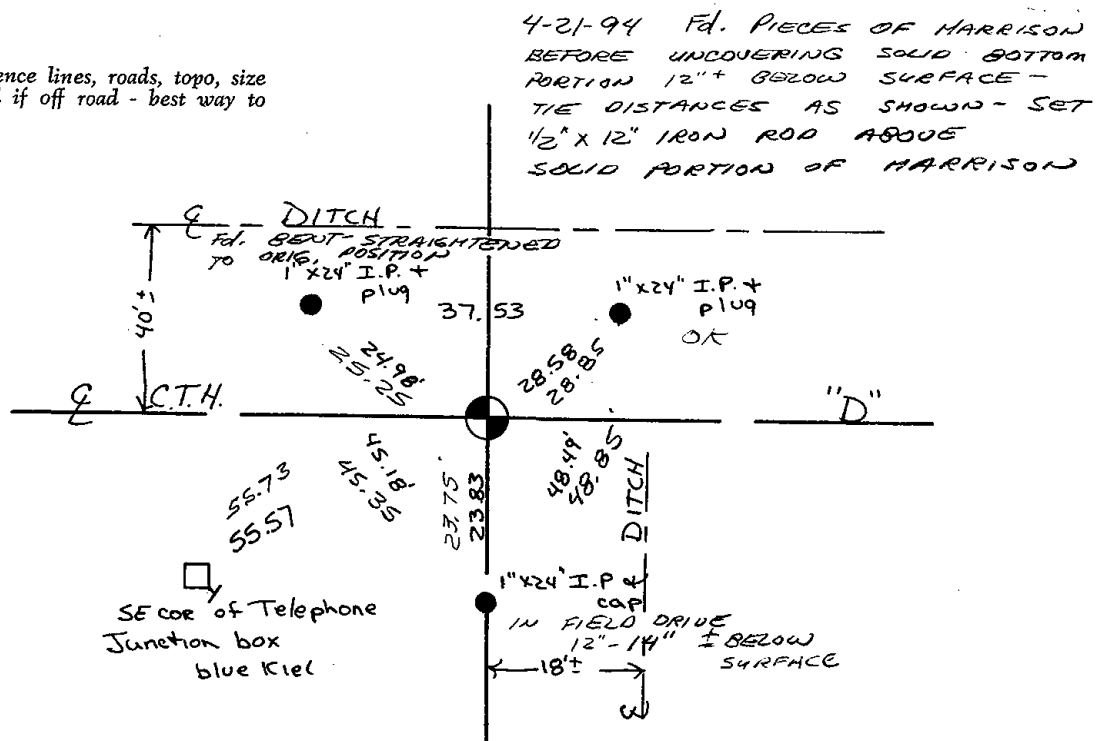 4-21-94 Fd. PIECES OF HARRISON
BEFORE UNCOVERING SOLID BOTTOM
PORTION 12"± BELOW SURFACE -
TIE DISTANCES AS SHOWN - SET
1/2" X 12" IRON ROD ABOVE
SOLID PORTION OF HARRISON
ence lines, roads, topo, size
if off road - best way to
℄ DITCH
Fd. BENT - STRAIGHTENED
TO ORIG. POSITION
1" x24" I.P. +
plug
1" x24" I.P. +
plug
OK
37.53
40'±
24.98'
25.25
28.58
28.85
℄ C.T.H. "D"
45.18'
45.35
48.49'
48.85
55.73
55.57
23.75
23.83
DITCH
SE cor of Telephone
Junction box
blue Kiel
1" x24" I.P &
cap
IN FIELD DRIVE
12"-14" ± BELOW
SURFACE
18'±
℄